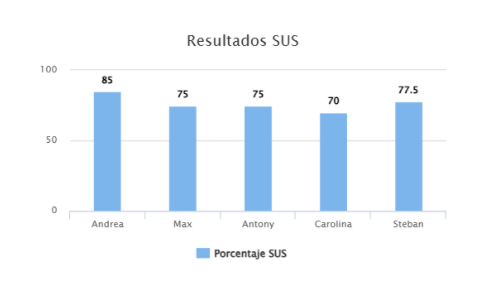 Resultados SUS
100
50
0
85
75
75
70
77.5
Andrea
Max
Antony
Carolina
Steban
Porcentaje SUS